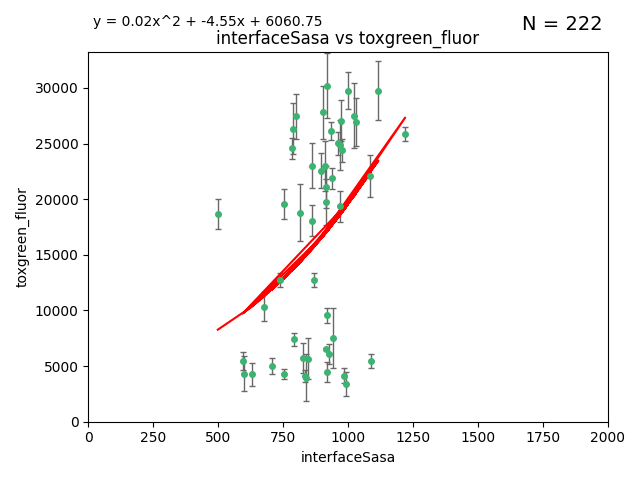 y = 0.02x^2 + -4.55x + 6060.75
N = 222
interfaceSasa vs toxgreen_fluor
30000
25000
20000
15000
10000
5000
0
toxgreen_fluor
0 250 500 750 1000 1250 1500 1750 2000
interfaceSasa